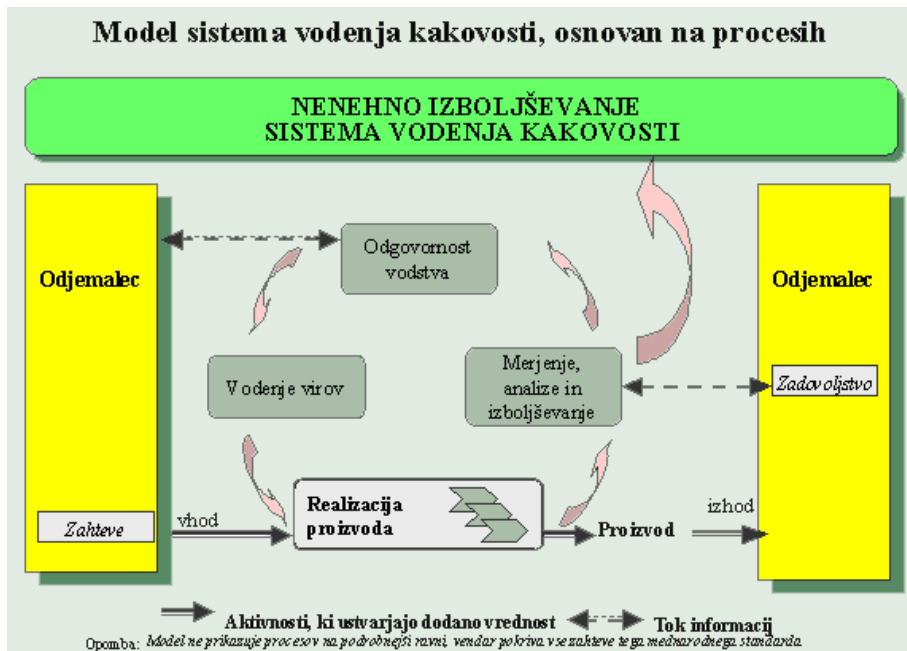 Model sistema vodenja kakovosti, osnovan na procesih
NENEHNO IZBOLJŠEVANJE
SISTEMA VODENJA KAKOVOSTI
Odjemalec
Odgovornost
vodstva
Odjemalec
Vodenje virov
Merjenje,
analize in
izboljševanje
Zadovoljstvo
Zahteve
vhod
Realizacija
proizvoda
Proizvod
izhod
Aktivnosti, ki ustvarjajo dodano vrednost
Tok informacij
Opomba: Model ne prikazuje procesov na podrobnejši ravni, vendar pokriva vse zahteve tega mednarodnega standarda